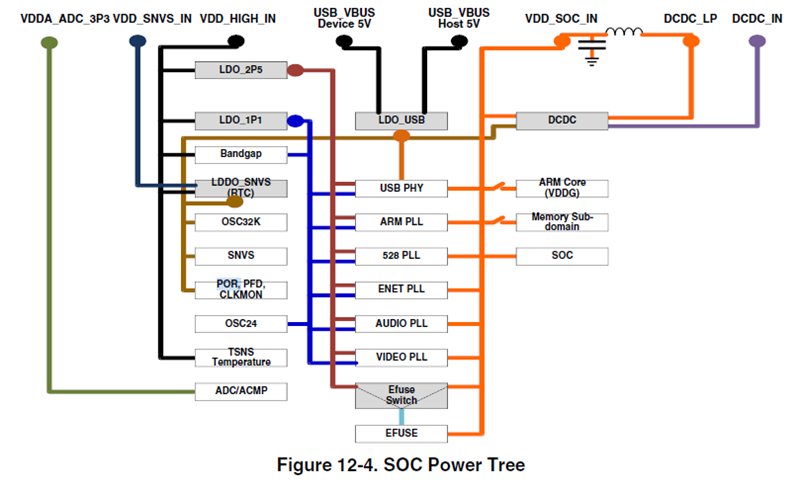 VDDA_ADC_3P3 VDD_SNVS_IN VDD_HIGH_IN
USB_VBUS
Device 5V
USB_VBUS
Host 5V
VDD_SOC_IN
DCDC_LP
DCDC_IN
LDO_2P5
LDO_1P1
LDO_USB
DCDC
Bandgap
LDDO_SNVS
(RTC)
USB PHY
ARM Core
(VDDG)
OSC32K
ARM PLL
Memory Sub-
domain
SNVS
528 PLL
SOC
POR, PFD,
CLKMON
ENET PLL
OSC24
AUDIO PLL
TSNS
Temperature
VIDEO PLL
ADC/ACMP
Efuse
Switch
EFUSE
Figure 12-4. SOC Power Tree